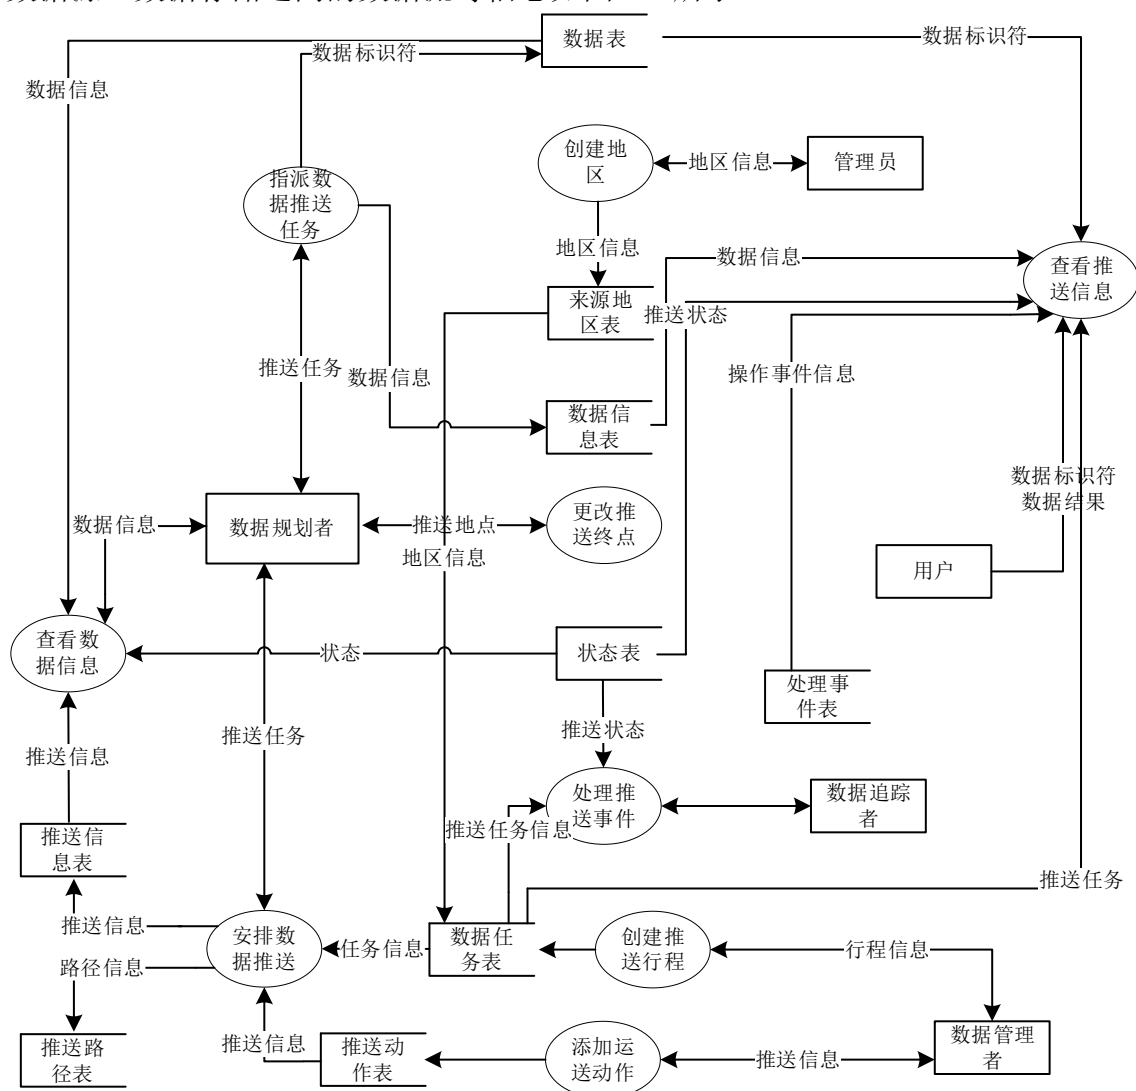 数据标识符
数据表
数据标识符
数据信息
创建地
区
地区信息
管理员
指派数
据推送
任务
地区信息
数据信息
查看推
送信息
来源地
区表
推送状态
推送任务
数据信息
操作事件信息
数据信
息表
数据标识符
数据结果
数据信息
数据规划者
推送地点
更改推
送终点
地区信息
用户
查看数
据信息
状态
状态表
处理事
件表
推送任务
推送状态
推送信息
处理推
送事件
数据追踪
者
推送任务信息
推送信
息表
推送任务
推送信息
安排数
据推送
任务信息
数据任
务表
创建推
送行程
行程信息
路径信息
推送路
径表
推送信息
推送动
作表
添加运
送动作
推送信息
数据管理
者